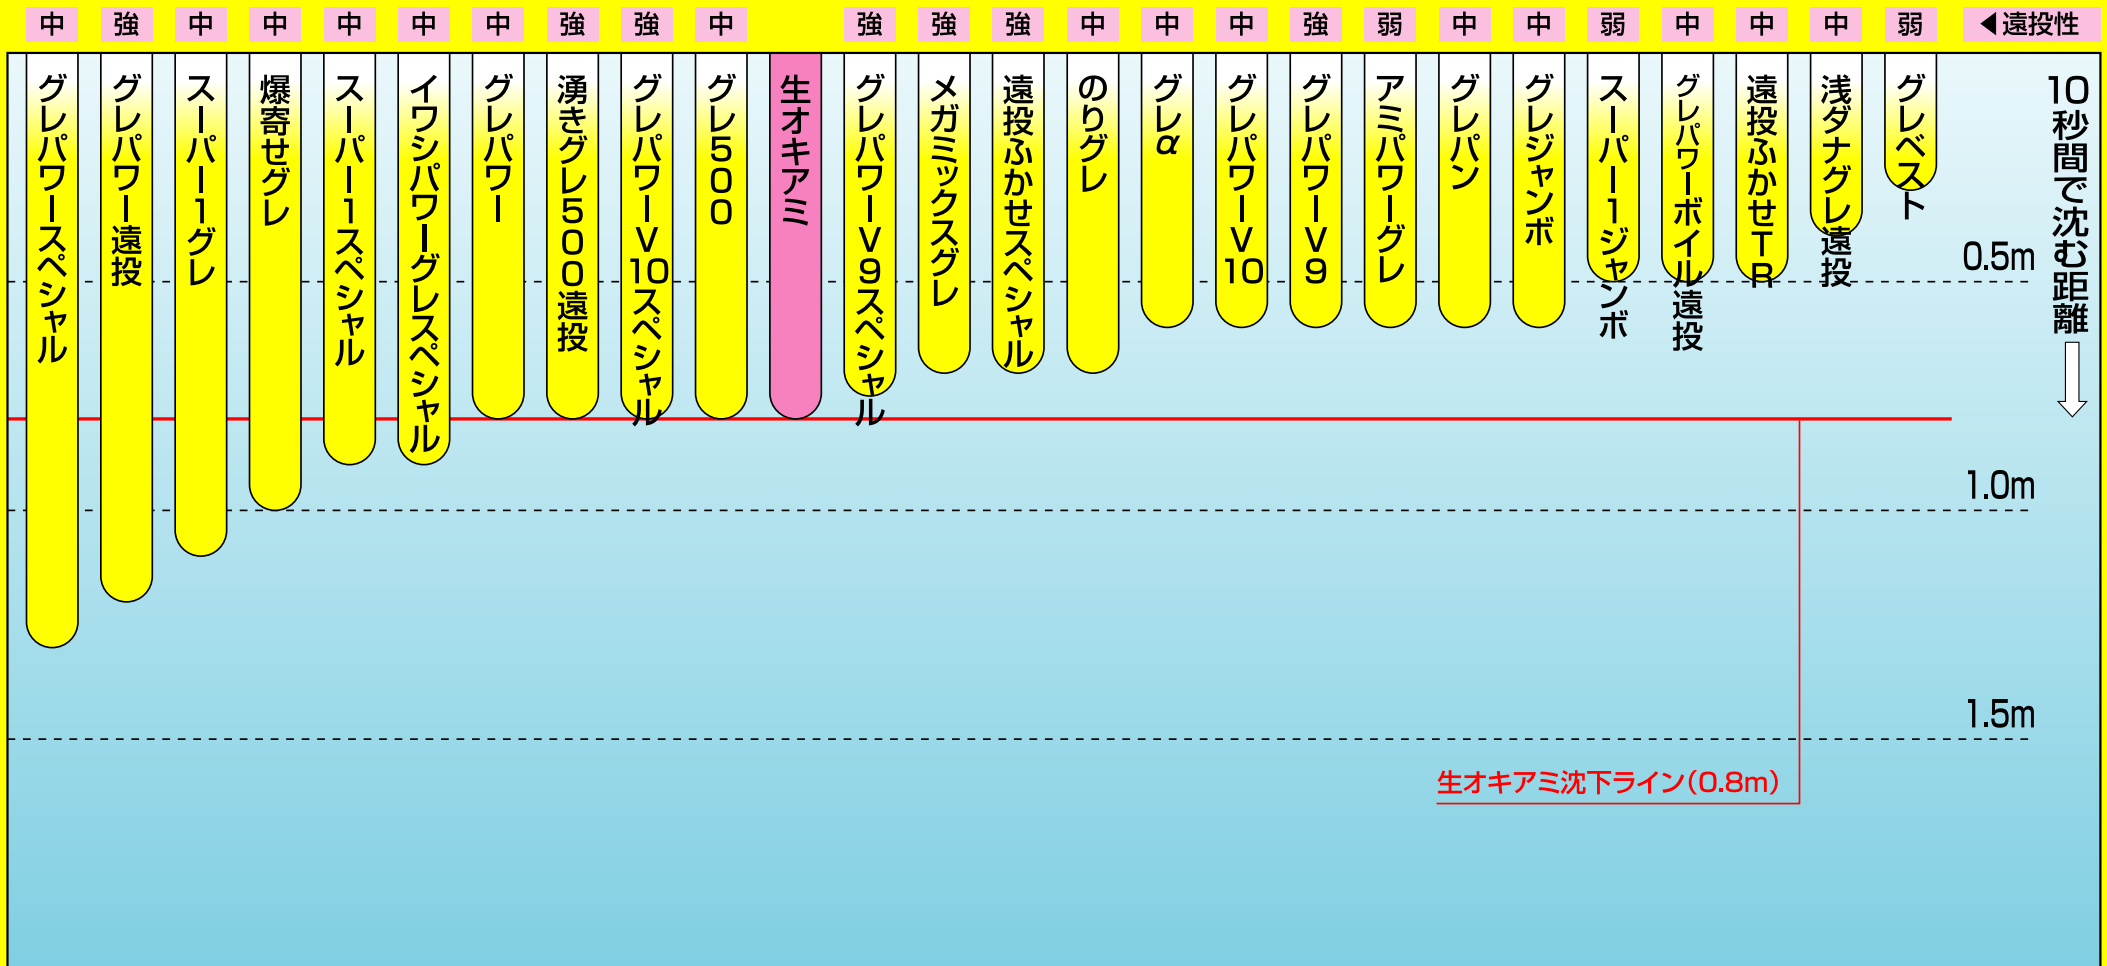 中 強 中 中 中 中 中 強 強 中 強 強 強 中 中 中 強 弱 中 中 弱 中 中 中 弱 ◀遠投性
10秒間で沈む距離
グレベスト
浅ダナグレ遠投
遠投ふかせTR
グレパワーボイル遠投
スーパー1ジャンボ
グレジャンボ
グレパン
アミパワーグレ
グレパワーV9
グレパワーV10
グレα
のりグレ
遠投ふかせスペシャル
メガミックスグレ
グレパワーV9スペシャル
生オキアミ
グレ500
グレパワーV10スペシャル
湧きグレ500遠投
グレパワー
イワシパワーグレスペシャル
スーパー1スペシャル
爆寄せグレ
スーパー1グレ
グレパワー遠投
グレパワースペシャル
0.5m
1.0m
1.5m
生オキアミ沈下ライン(0.8m)